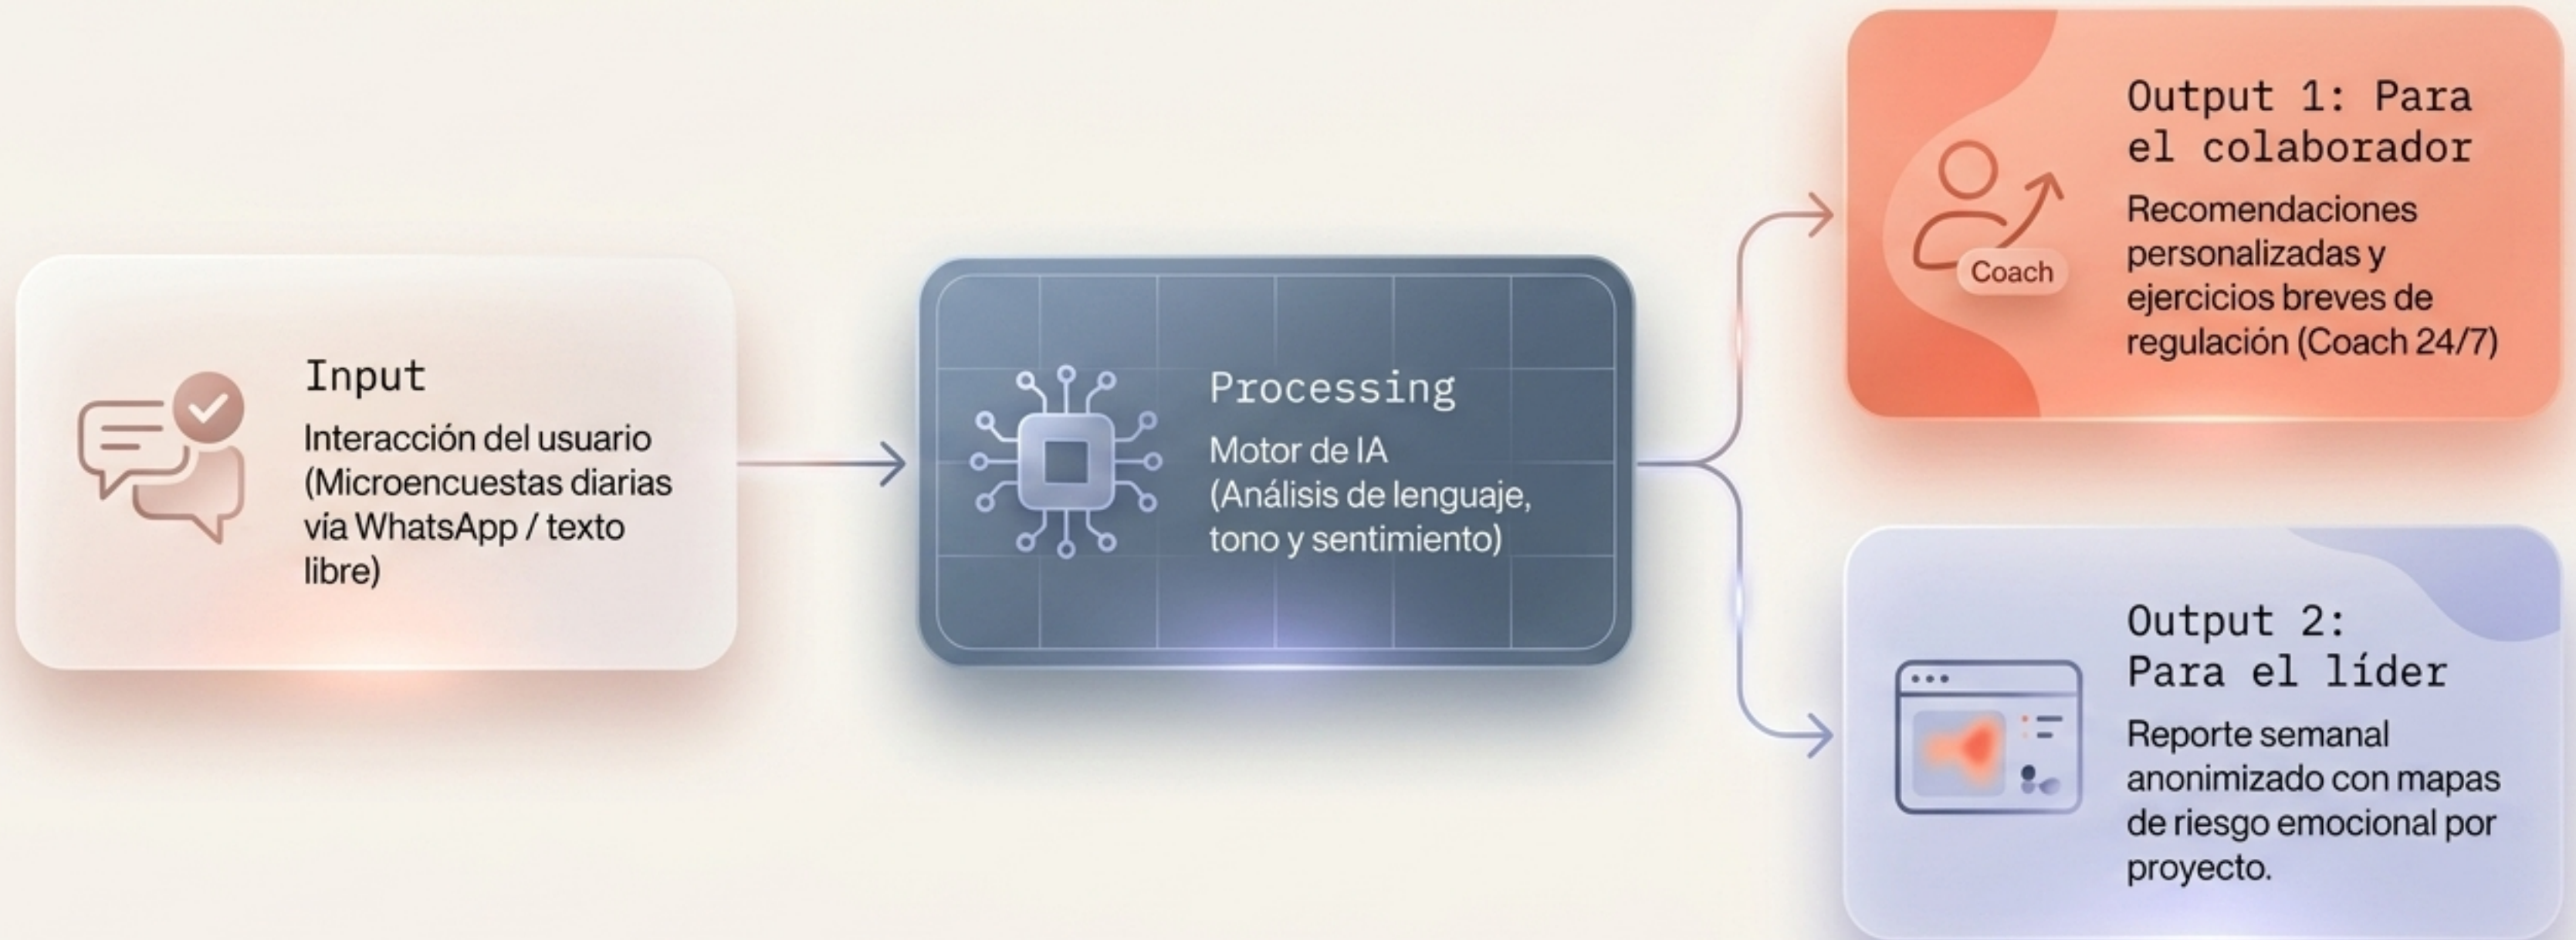 Input
Interacción del usuario
(Microencuestas diarias
vía WhatsApp / texto
libre)
Processing
Motor de IA
(Análisis de lenguaje,
tono y sentimiento)
Output 1: Para
el colaborador
Recomendaciones
personalizadas y
ejercicios breves de
regulación (Coach 24/7)
Coach
Output 2:
Para el líder
Reporte semanal
anonimizado con mapas
de riesgo emocional por
proyecto.